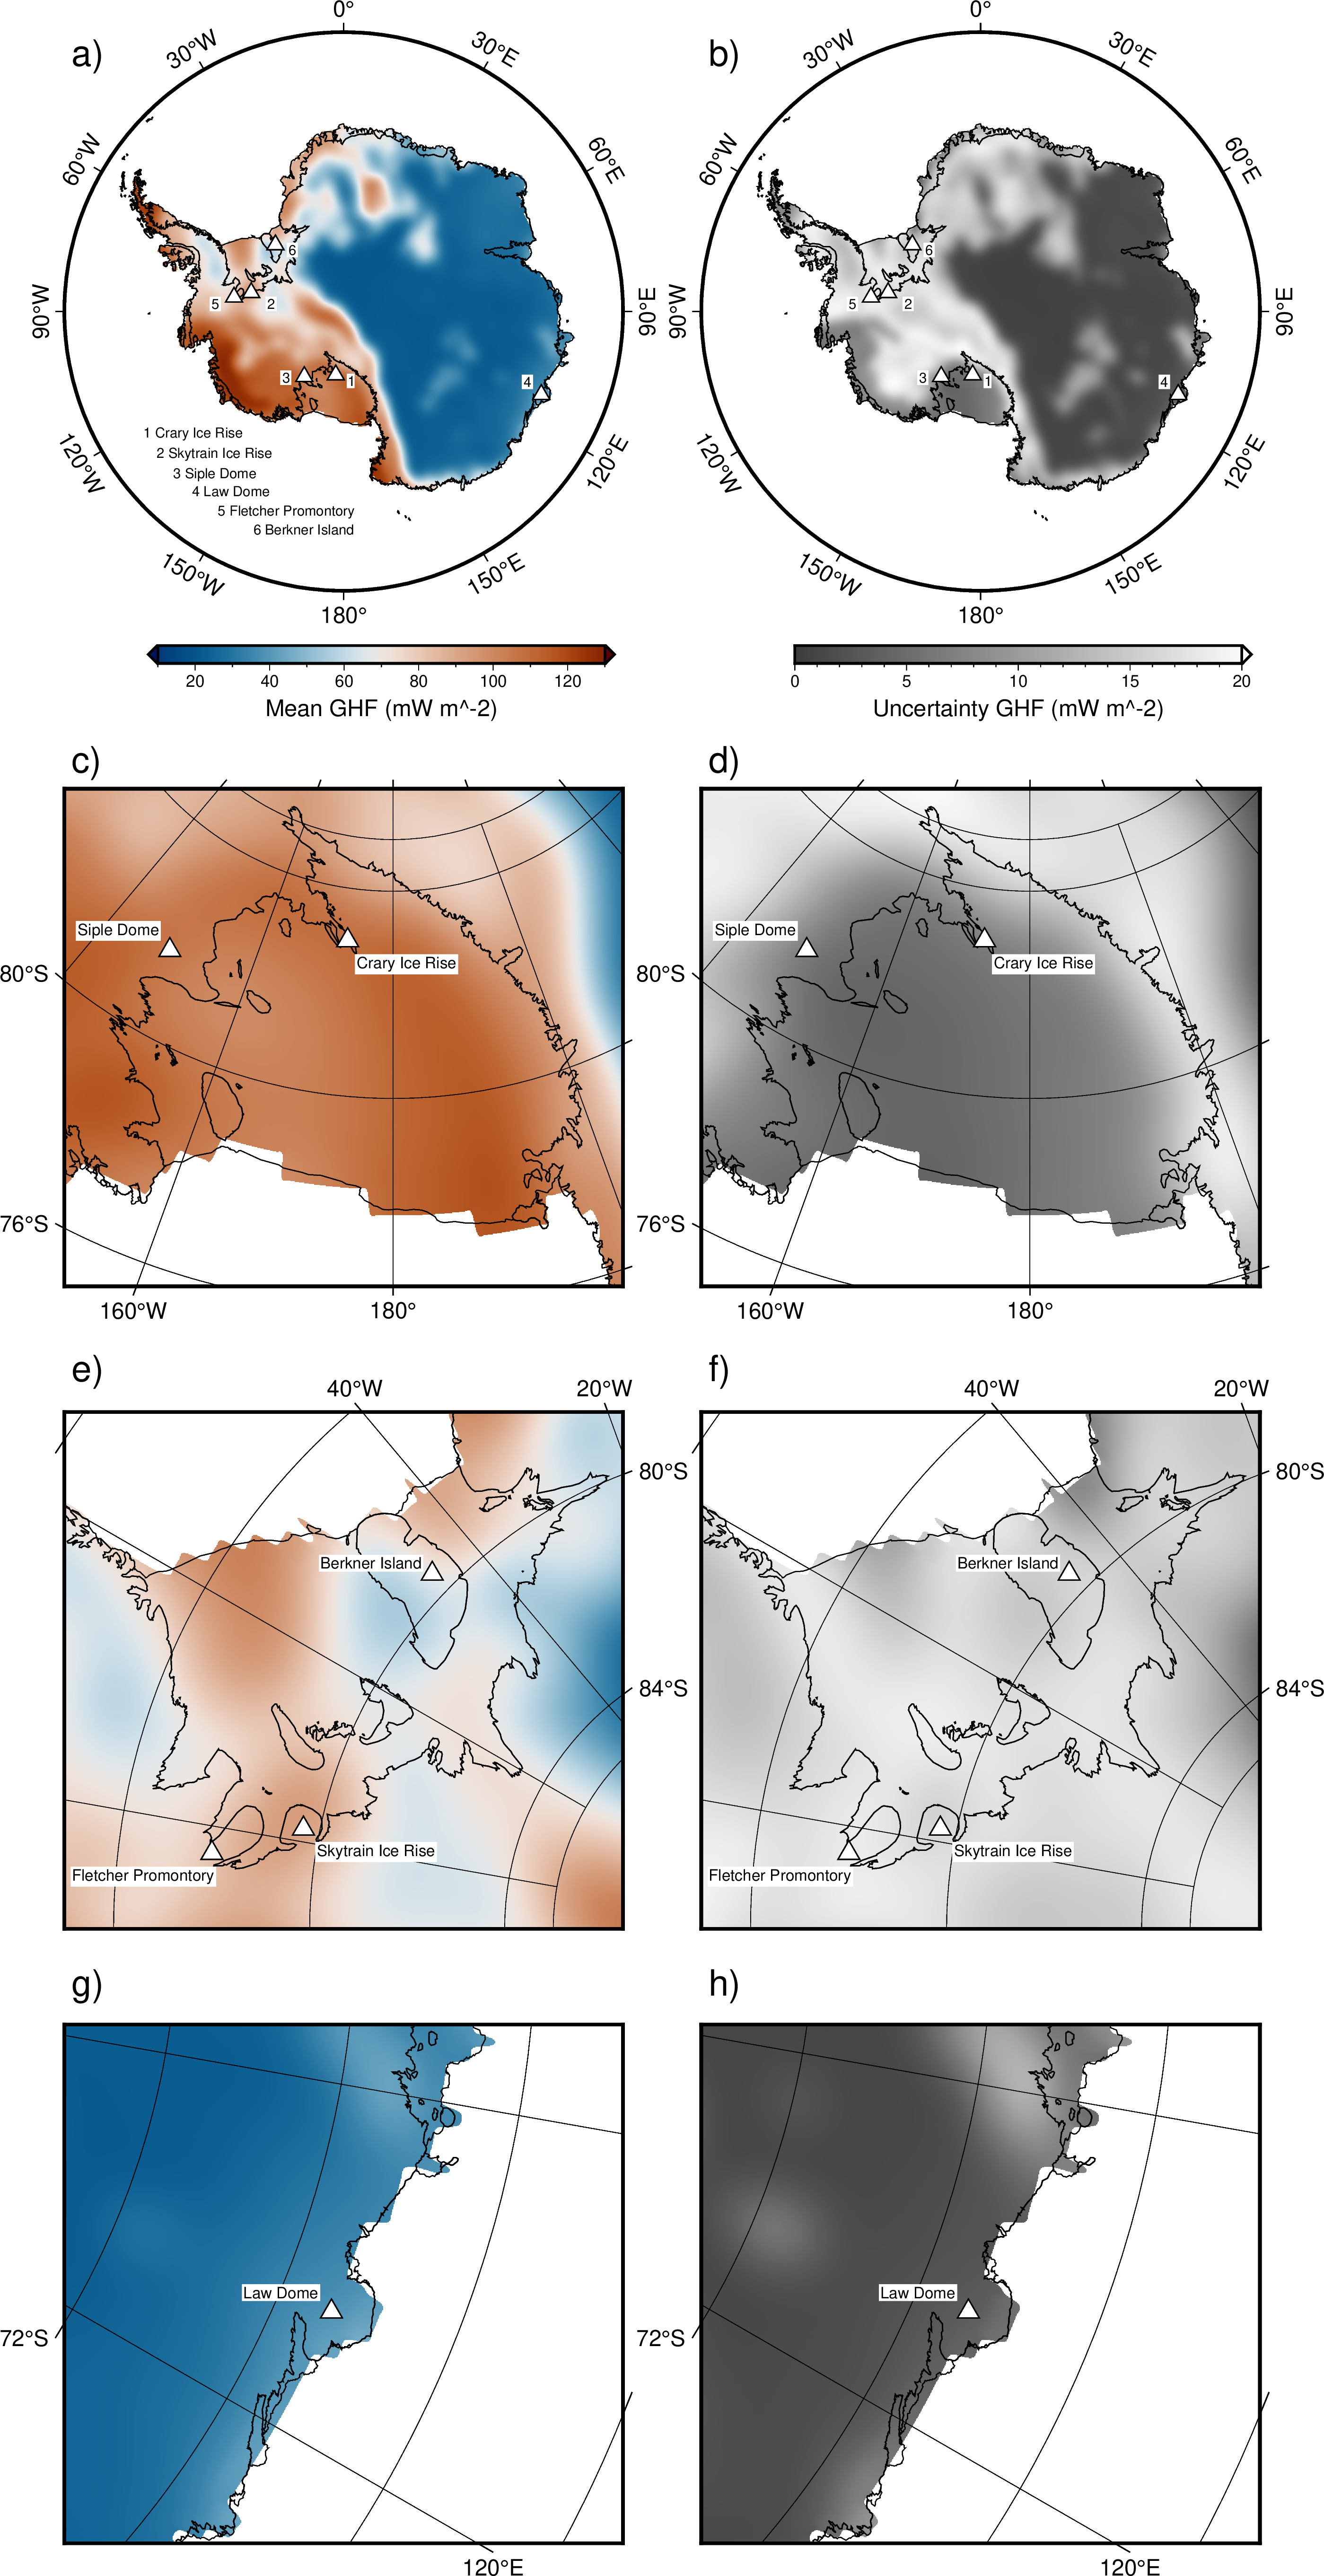 a)
0°
30°W
30°E
60°W
60°E
90°W
90°E
120°W
120°E
150°W
150°E
180°
6
5
2
3
1
4
1 Crary Ice Rise
2 Skytrain Ice Rise
3 Siple Dome
4 Law Dome
5 Fletcher Promontory
6 Berkner Island
20 40 60 80 100 120
Mean GHF (mW m^-2)
b)
0°
30°W
30°E
60°W
60°E
90°W
90°E
120°W
120°E
150°W
150°E
180°
6
5
2
3
1
4
0 5 10 15 20
Uncertainty GHF (mW m^-2)
c)
Siple Dome
Crary Ice Rise
80°S
76°S
160°W 180°
d)
Siple Dome
Crary Ice Rise
80°S
76°S
160°W 180°
e)
40°W 20°W
80°S
Berkner Island
84°S
Skytrain Ice Rise
Fletcher Promontory
f)
40°W 20°W
80°S
Berkner Island
84°S
Skytrain Ice Rise
Fletcher Promontory
g)
Law Dome
72°S
120°E
h)
Law Dome
72°S
120°E